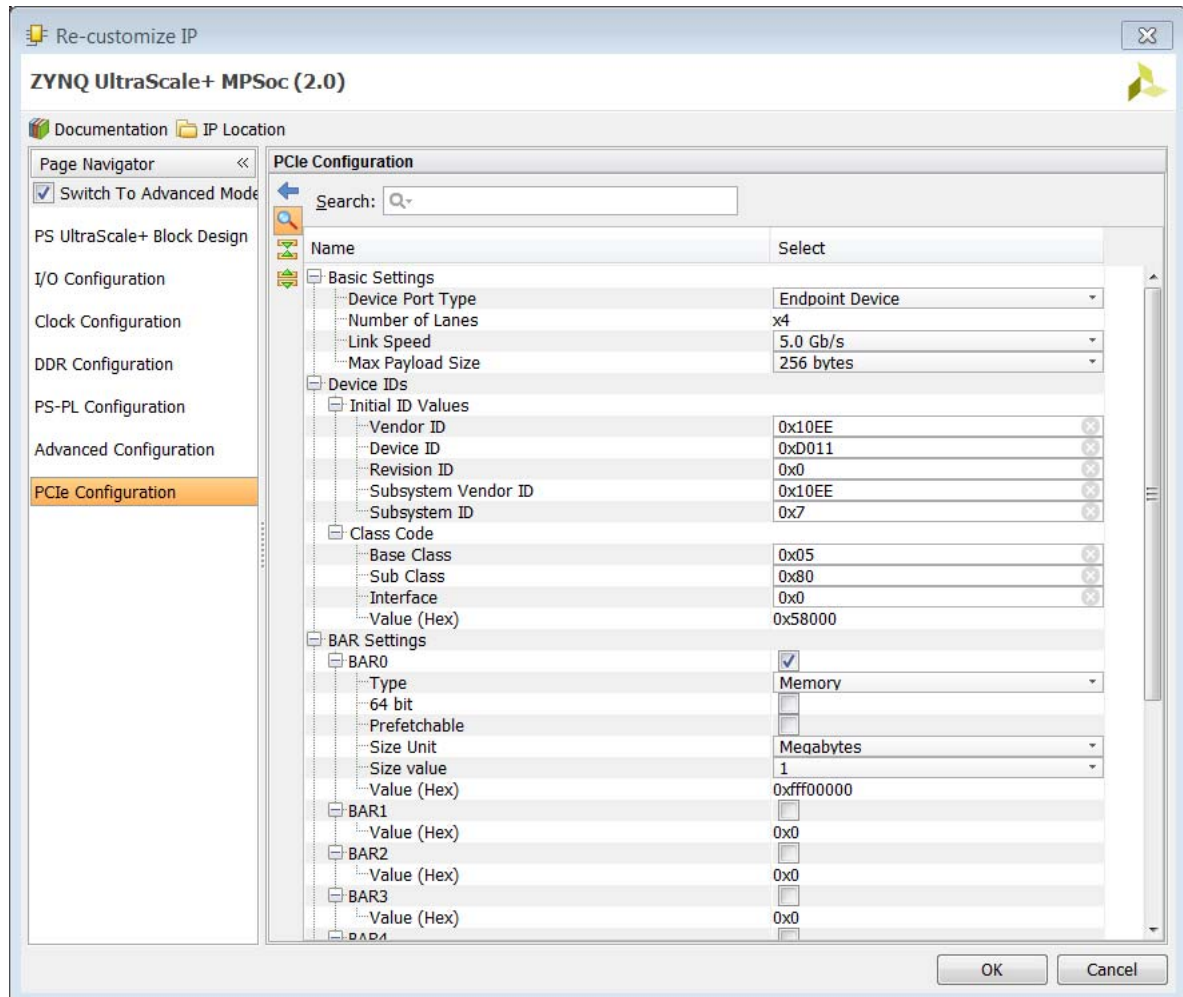 Re-customize IP
ZYNQ UltraScale+ MPSoc (2.0)
Documentation IP Location
Page Navigator «
Switch To Advanced Mode
PS UltraScale+ Block Design
I/O Configuration
Clock Configuration
DDR Configuration
PS-PL Configuration
Advanced Configuration
PCIe Configuration
PCIe Configuration
Search:
Name Select
Basic Settings
Device Port Type Endpoint Device
Number of Lanes x4
Link Speed 5.0 Gb/s
Max Payload Size 256 bytes
Device IDs
Initial ID Values
Vendor ID 0x10EE
Device ID 0xD011
Revision ID 0x0
Subsystem Vendor ID 0x10EE
Subsystem ID 0x7
Class Code
Base Class 0x05
Sub Class 0x80
Interface 0x0
Value (Hex) 0x58000
BAR Settings
BAR0
Type Memory
64 bit
Prefetchable
Size Unit Megabytes
Size value 1
Value (Hex) 0xfff00000
BAR1
Value (Hex) 0x0
BAR2
Value (Hex) 0x0
BAR3
Value (Hex) 0x0
BAR4
OK Cancel